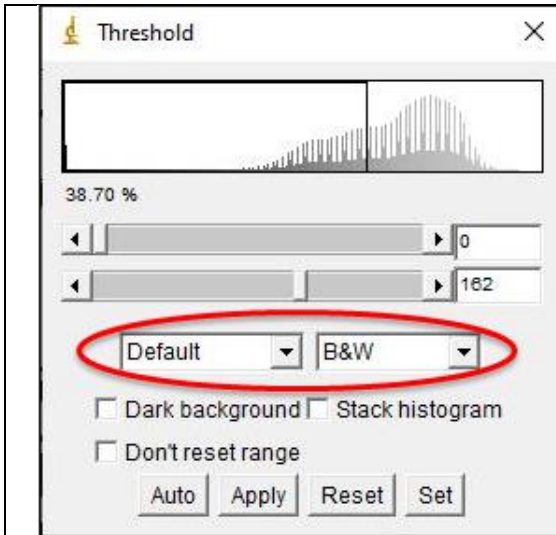 Threshold
38.70 %
0
162
Default B&W
Dark background Stack histogram
Don't reset range
Auto Apply Reset Set